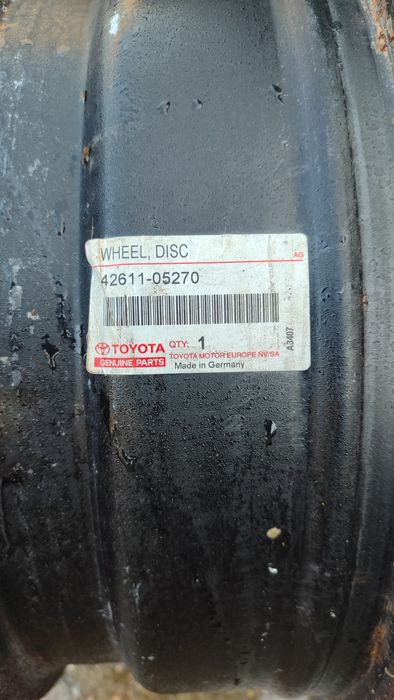 WHEEL, DISC
AG
42611-05270
A3407
TOYOTA
GENUINE PARTS
QTY: 1
TOYOTA MOTOR EUROPE NV/SA
Made in Germany